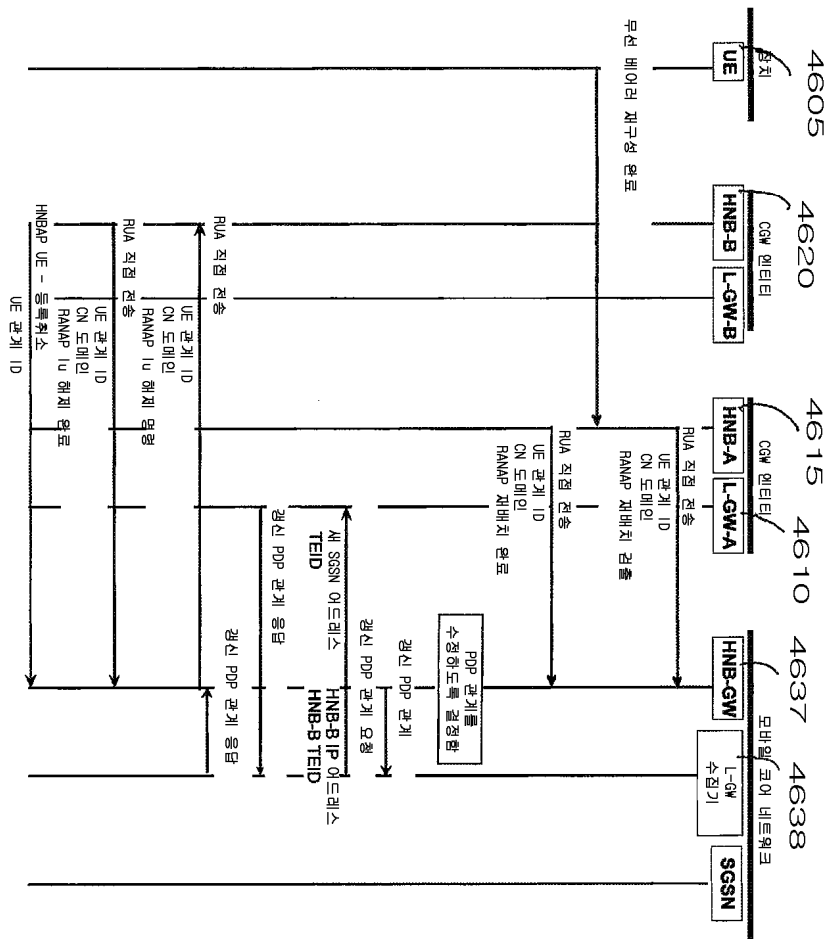 4605
4620
4615
4610
4637
4638
장치
CGW 엔티티
CGW 엔티티
모바일 코어 네트워크
UE
HNB-B
L-GW-B
HNB-A
L-GW-A
HNB-GW
L-GW
수집기
SGSN
RUA 직접 전송
UE 관계 ID
CN 도메인
RANAP 재배치 검출
무선 베어러 재구성 완료
RUA 직접 전송
UE 관계 ID
CN 도메인
RANAP 재배치 완료
PDP 관계를
수정하도록 결정함
갱신 PDP 관계
갱신 PDP 관계 요청
새 SGSN 어드레스
TEID
HNB-B IP 어드레스
HNB-B TEID
갱신 PDP 관계 응답
갱신 PDP 관계 응답
RUA 직접 전송
UE 관계 ID
CN 도메인
RANAP Iu 해제 명령
RUA 직접 전송
UE 관계 ID
CN 도메인
RANAP Iu 해제 완료
HNBAP UE - 등록취소
UE 관계 ID